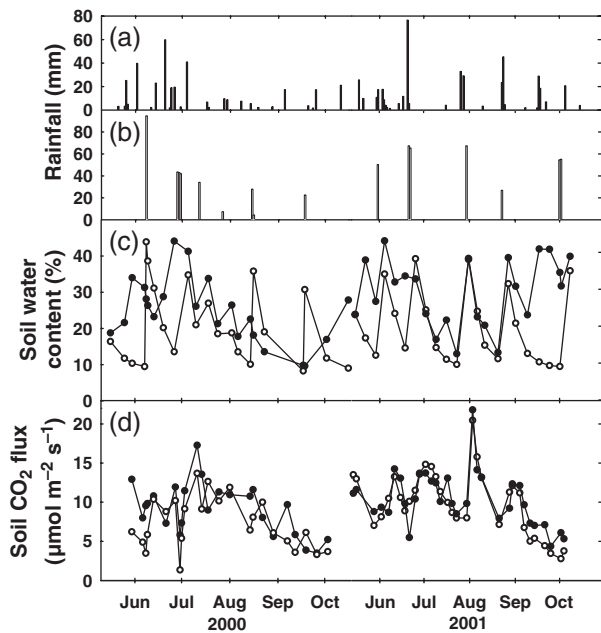 80
(a)
60
40
20
0
Rainfall (mm)
(b)
80
60
40
20
0
(c)
40
30
20
10
0
Soil water
content (%)
(d)
20
15
10
5
0
Soil CO₂ flux
(μmol m⁻² s⁻¹)
Jun Jul Aug Sep Oct Jun Jul Aug Sep Oct
2000 2001